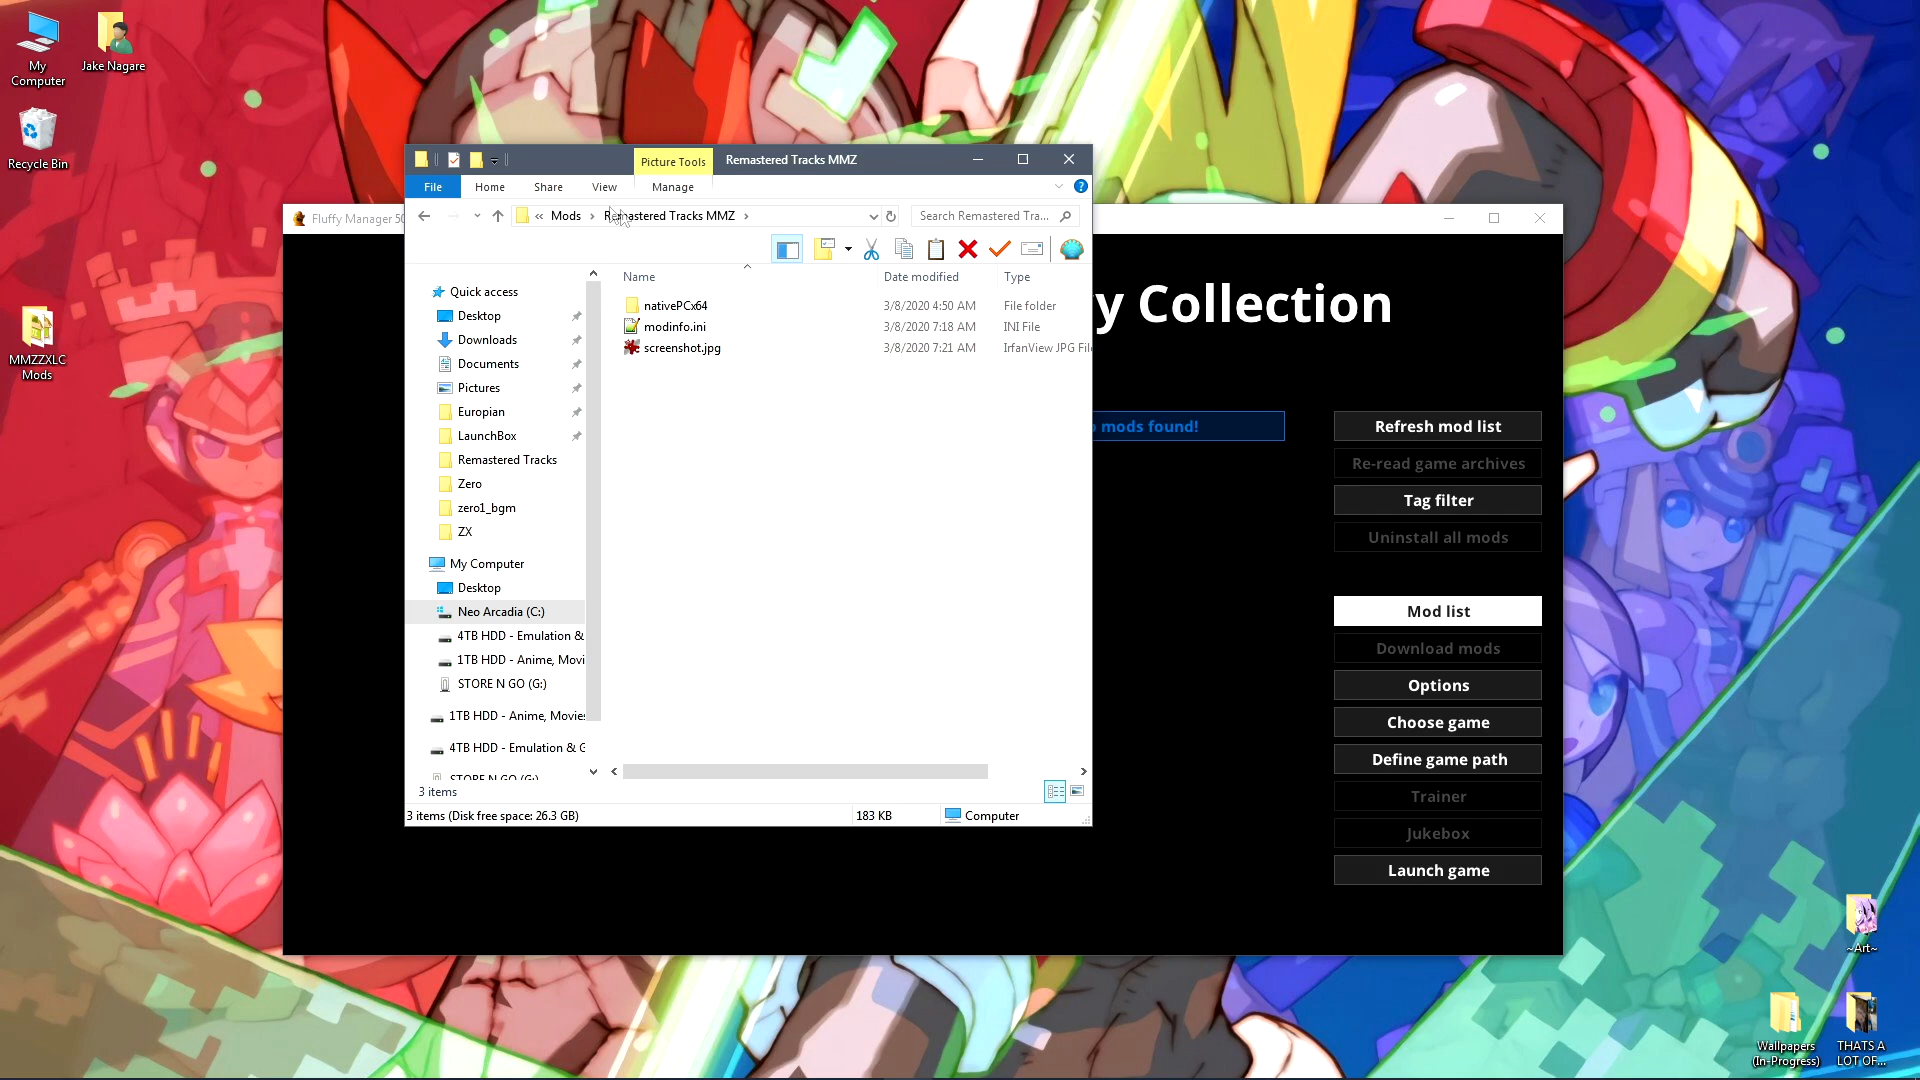 My
Computer
Jake Nagare
Recycle Bin
MMZZXLC
Mods
Picture Tools
Remastered Tracks MMZ
File
Home
Share
View
Manage
Mods
Remastered Tracks MMZ
Search Remastered Tra...
Name
Date modified
Type
nativePCx64
3/8/2020 4:50 AM
File folder
modinfo.ini
3/8/2020 7:18 AM
INI File
screenshot.jpg
3/8/2020 7:21 AM
IrfanView JPG File
Quick access
Desktop
Downloads
Documents
Pictures
Europian
LaunchBox
Remastered Tracks
Zero
zero1_bgm
ZX
My Computer
Desktop
Neo Arcadia (C:)
4TB HDD - Emulation &
1TB HDD - Anime, Movi
STORE N GO (G:)
1TB HDD - Anime, Movies
4TB HDD - Emulation & G
STORE N GO (G:)
3 items
3 items (Disk free space: 26.3 GB)
183 KB
Computer
Fluffy Manager 50
y Collection
mods found!
Refresh mod list
Re-read game archives
Tag filter
Uninstall all mods
Mod list
Download mods
Options
Choose game
Define game path
Trainer
Jukebox
Launch game
~Art~
Wallpapers
(In-Progress)
THATS A
LOT OF...